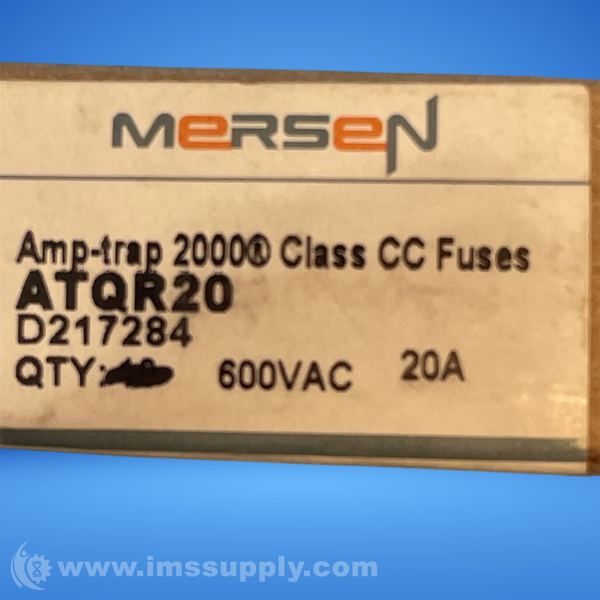 MERSEN
Amp-trap 2000® Class CC Fuses
ATQR20
D217284
QTY: 600VAC 20A
www.imssupply.com